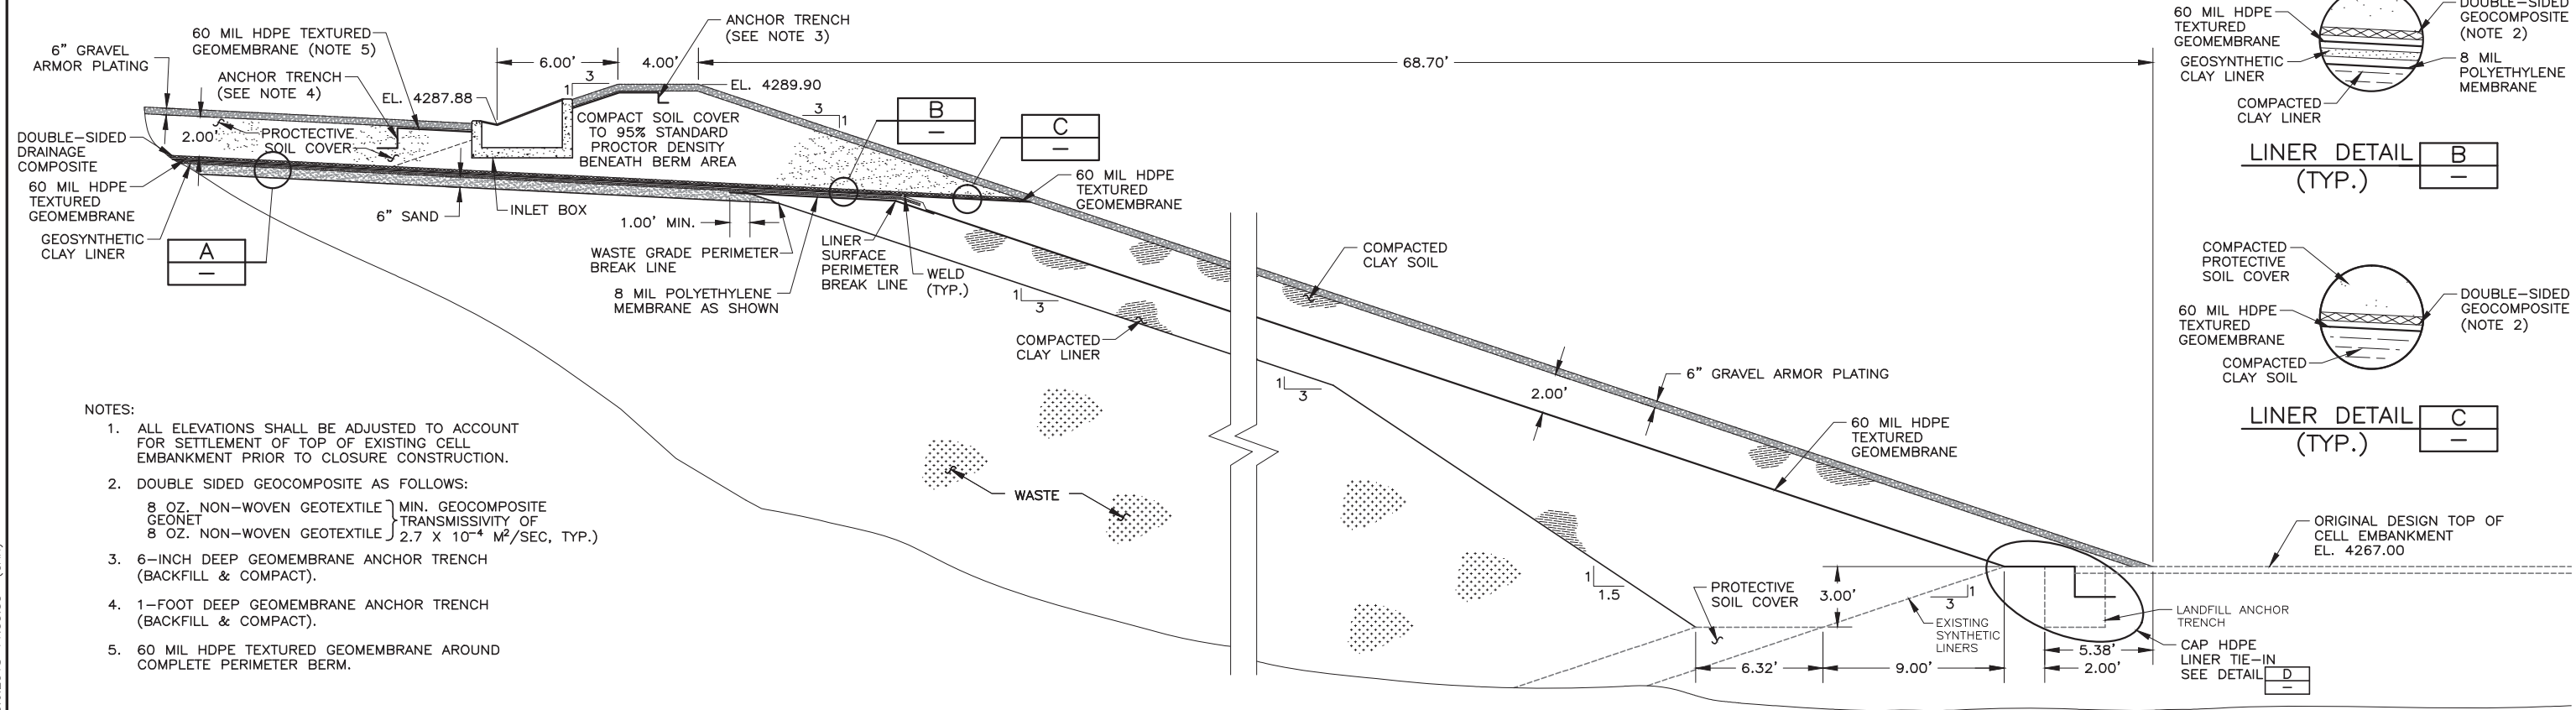 6" GRAVEL
ARMOR PLATING
60 MIL HDPE TEXTURED
GEOMEMBRANE (NOTE 5)
ANCHOR TRENCH
(SEE NOTE 4)
EL. 4287.88
6.00'
4.00'
68.70'
ANCHOR TRENCH
(SEE NOTE 3)
EL. 4289.90
1
3
3
1
2.00'
PROCTECTIVE
SOIL COVER
DOUBLE-SIDED
DRAINAGE
COMPOSITE
60 MIL HDPE
TEXTURED
GEOMEMBRANE
GEOSYNTHETIC
CLAY LINER
A
–
6" SAND
INLET BOX
COMPACT SOIL COVER
TO 95% STANDARD
PROCTOR DENSITY
BENEATH BERM AREA
B
–
C
–
60 MIL HDPE
TEXTURED
GEOMEMBRANE
1.00' MIN.
WASTE GRADE PERIMETER
BREAK LINE
8 MIL POLYETHYLENE
MEMBRANE AS SHOWN
LINER
SURFACE
PERIMETER
BREAK LINE
WELD
(TYP.)
1
3
COMPACTED
CLAY LINER
COMPACTED
CLAY SOIL
1
3
2.00'
6" GRAVEL ARMOR PLATING
60 MIL HDPE
TEXTURED
GEOMEMBRANE
WASTE
1
1.5
PROTECTIVE
SOIL COVER
3.00'
3
1
EXISTING
SYNTHETIC
LINERS
6.32'
9.00'
5.38'
2.00'
ORIGINAL DESIGN TOP OF
CELL EMBANKMENT
EL. 4267.00
LANDFILL ANCHOR
TRENCH
CAP HDPE
LINER TIE-IN
SEE DETAIL
D
–
60 MIL HDPE
TEXTURED
GEOMEMBRANE
GEOSYNTHETIC
CLAY LINER
COMPACTED
CLAY LINER
DOUBLE-SIDED
GEOCOMPOSITE
(NOTE 2)
8 MIL
POLYETHYLENE
MEMBRANE
LINER DETAIL
(TYP.)
B
–
COMPACTED
PROTECTIVE
SOIL COVER
60 MIL HDPE
TEXTURED
GEOMEMBRANE
COMPACTED
CLAY SOIL
DOUBLE-SIDED
GEOCOMPOSITE
(NOTE 2)
LINER DETAIL
(TYP.)
C
–
NOTES:
1. ALL ELEVATIONS SHALL BE ADJUSTED TO ACCOUNT
FOR SETTLEMENT OF TOP OF EXISTING CELL
EMBANKMENT PRIOR TO CLOSURE CONSTRUCTION.
2. DOUBLE SIDED GEOCOMPOSITE AS FOLLOWS:
8 OZ. NON-WOVEN GEOTEXTILE
GEONET
8 OZ. NON-WOVEN GEOTEXTILE
MIN. GEOCOMPOSITE
TRANSMISSIVITY OF
2.7 X 10⁻⁴ M²/SEC, TYP.)
3. 6-INCH DEEP GEOMEMBRANE ANCHOR TRENCH
(BACKFILL & COMPACT).
4. 1-FOOT DEEP GEOMEMBRANE ANCHOR TRENCH
(BACKFILL & COMPACT).
5. 60 MIL HDPE TEXTURED GEOMEMBRANE AROUND
COMPLETE PERIMETER BERM.